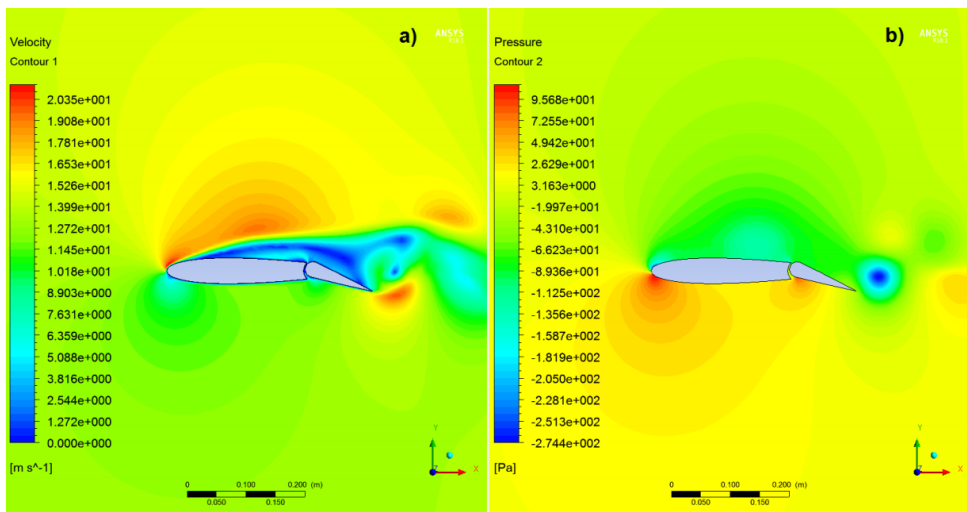 Velocity
Contour 1
a)
ANSYS
2.035e+001
1.908e+001
1.781e+001
1.653e+001
1.526e+001
1.399e+001
1.272e+001
1.145e+001
1.018e+001
8.903e+000
7.631e+000
6.359e+000
5.088e+000
3.816e+000
2.544e+000
1.272e+000
0.000e+000
[m s^-1]
0 0.100 0.200 (m)
0.050 0.150
Y
Z
X
Pressure
Contour 2
b)
ANSYS
9.568e+001
7.255e+001
4.942e+001
2.629e+001
3.163e+000
-1.997e+001
-4.310e+001
-6.623e+001
-8.936e+001
-1.125e+002
-1.356e+002
-1.587e+002
-1.819e+002
-2.050e+002
-2.281e+002
-2.513e+002
-2.744e+002
[Pa]
0 0.100 0.200 (m)
0.050 0.150
Y
Z
X